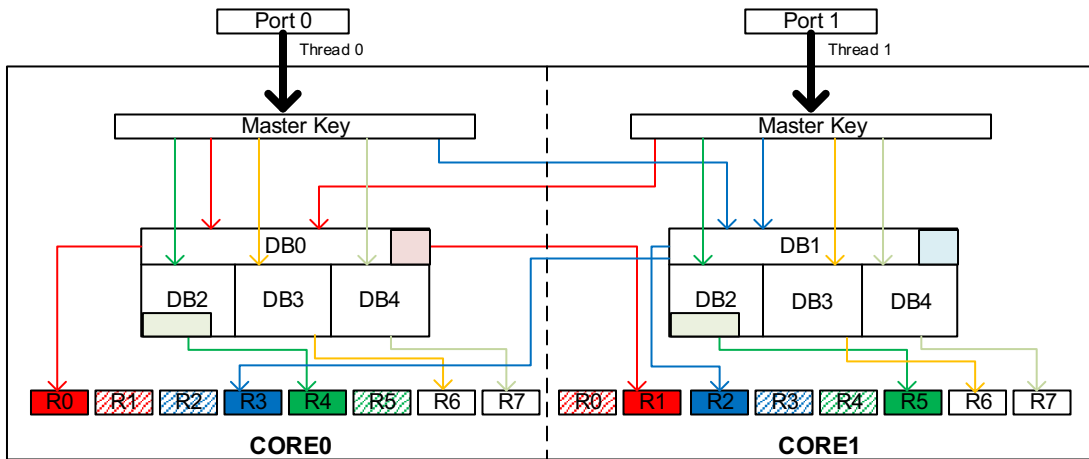 Port 0
Port 1
Thread 0
Thread 1
Master Key
Master Key
DB0
DB1
DB2
DB3
DB4
DB2
DB3
DB4
R0
R1
R2
R3
R4
R5
R6
R7
R0
R1
R2
R3
R4
R5
R6
R7
CORE0
CORE1